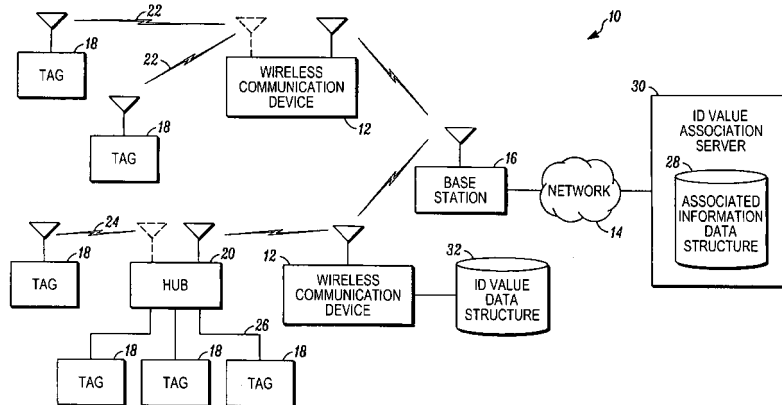 22
10
18
TAG
22
WIRELESS
COMMUNICATION
DEVICE
12
18
TAG
16
BASE
STATION
NETWORK
14
30
ID VALUE
ASSOCIATION
SERVER
28
ASSOCIATED
INFORMATION
DATA
STRUCTURE
24
18
TAG
20
HUB
12
WIRELESS
COMMUNICATION
DEVICE
32
ID VALUE
DATA
STRUCTURE
26
18
TAG
18
TAG
18
TAG